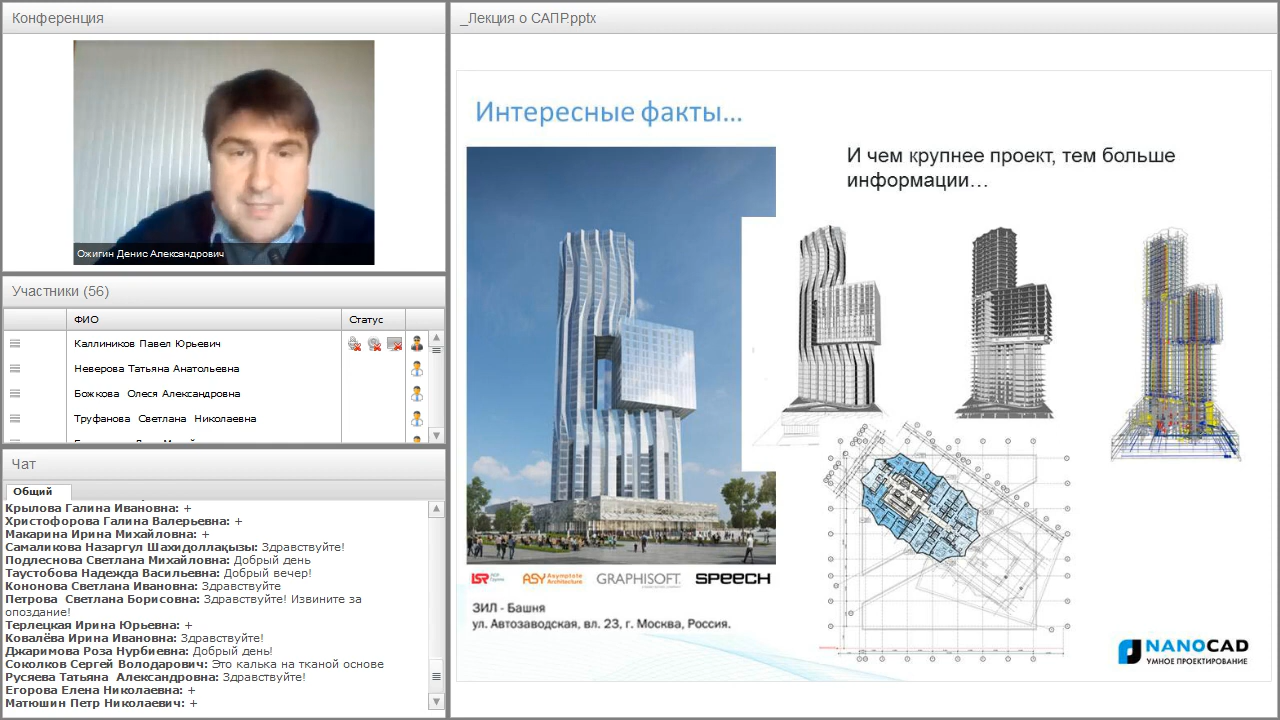 Конференция
Ожигин Денис Александрович
Участники (56)
ФИО Статус
Каллиников Павел Юрьевич
Неверова Татьяна Анатольевна
Божкова Олеся Александровна
Труфанова Светлана Николаевна
Чат
Общий
Крылова Галина Ивановна: +
Христофорова Галина Валерьевна: +
Макарина Ирина Михайловна: +
Самаликова Назаргул Шахидоллақызы: Здравствуйте!
Подлеснова Светлана Михайловна: Добрый день
Таустобова Надежда Васильевна: Добрый вечер!
Кононова Светлана Ивановна: Здравствуйте
Петрова Светлана Борисовна: Здравствуйте! Извините за
опоздание!
Терлецкая Ирина Юрьевна: +
Ковалёва Ирина Ивановна: Здравствуйте!
Джаримова Роза Нурбиевна: Добрый день!
Соколков Сергей Володарович: Это калька на тканой основе
Русяева Татьяна Александровна: Здравствуйте!
Егорова Елена Николаевна: +
Матюшин Петр Николаевич: +
_Лекция о САПР.pptx
Интересные факты...
И чем крупнее проект, тем больше
информации...
LSR ASY Asymptote Architecture GRAPHISOFT. SPEECH
ЗИЛ - Башня
ул. Автозаводская, вл. 23, г. Москва, Россия.
NANOCAD
УМНОЕ ПРОЕКТИРОВАНИЕ